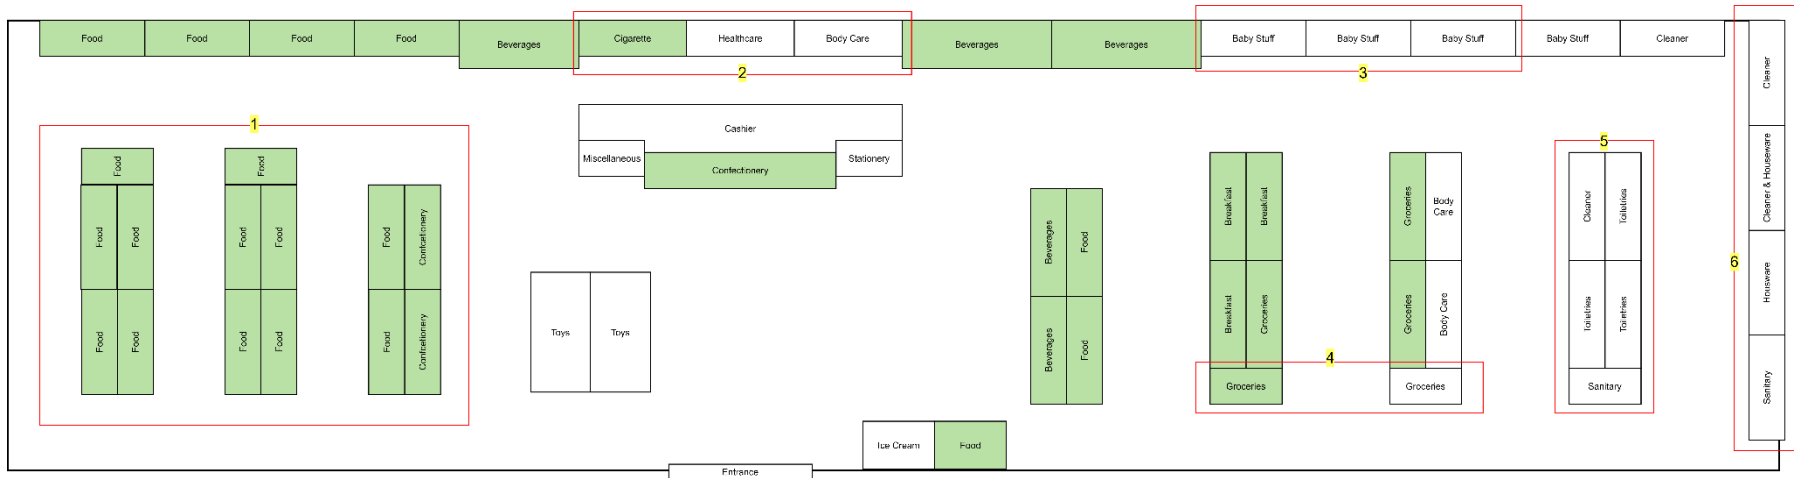 Food
Food
Food
Food
Beverages
Cigarette
Healthcare
Body Care
Beverages
Beverages
Baby Stuff
Baby Stuff
Baby Stuff
Baby Stuff
Cleaner
2
3
1
Cashier
Miscellaneous
Confectionery
Stationery
Food
Food
Food
Food
Food
Food
Food
Confcetionery
Food
Food
Food
Food
Food
Confcetionery
Toys
Toys
Beverages
Food
Beverages
Food
Breakfast
Breakfast
Breakfast
Groceries
Groceries
Body
Care
Groceries
Body Care
4
Groceries
Groceries
5
Cleaner
Toiletries
Toiletries
Toiletries
Sanitary
6
Cleaner
Cleaner & Houseware
Housware
Sanitary
Ice Cream
Food
Entrance